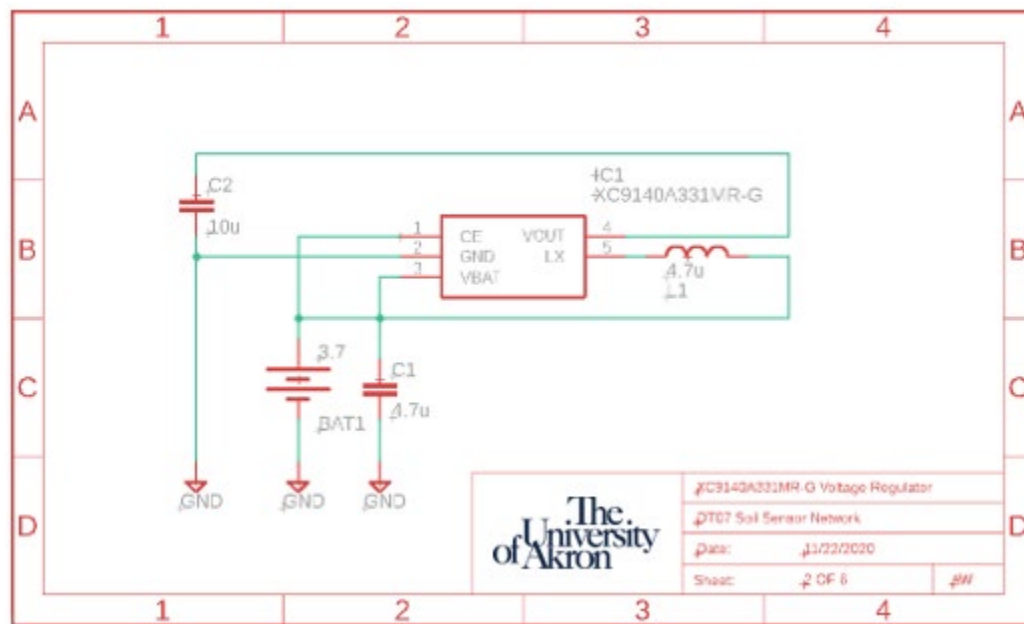 1 2 3 4
A A
C2
10u
IC1
XC9140A331MR-G
B B
1 CE VOUT 4
2 GND LX 5
3 VBAT
4.7u
L1
3.7
BAT1
C1
4.7u
C C
GND GND GND
D D
The
University
of Akron
XC9140A331MR-G Voltage Regulator
DT07 Soil Sensor Network
Date: 11/22/2020
Sheet: 2 OF 6
1 2 3 4